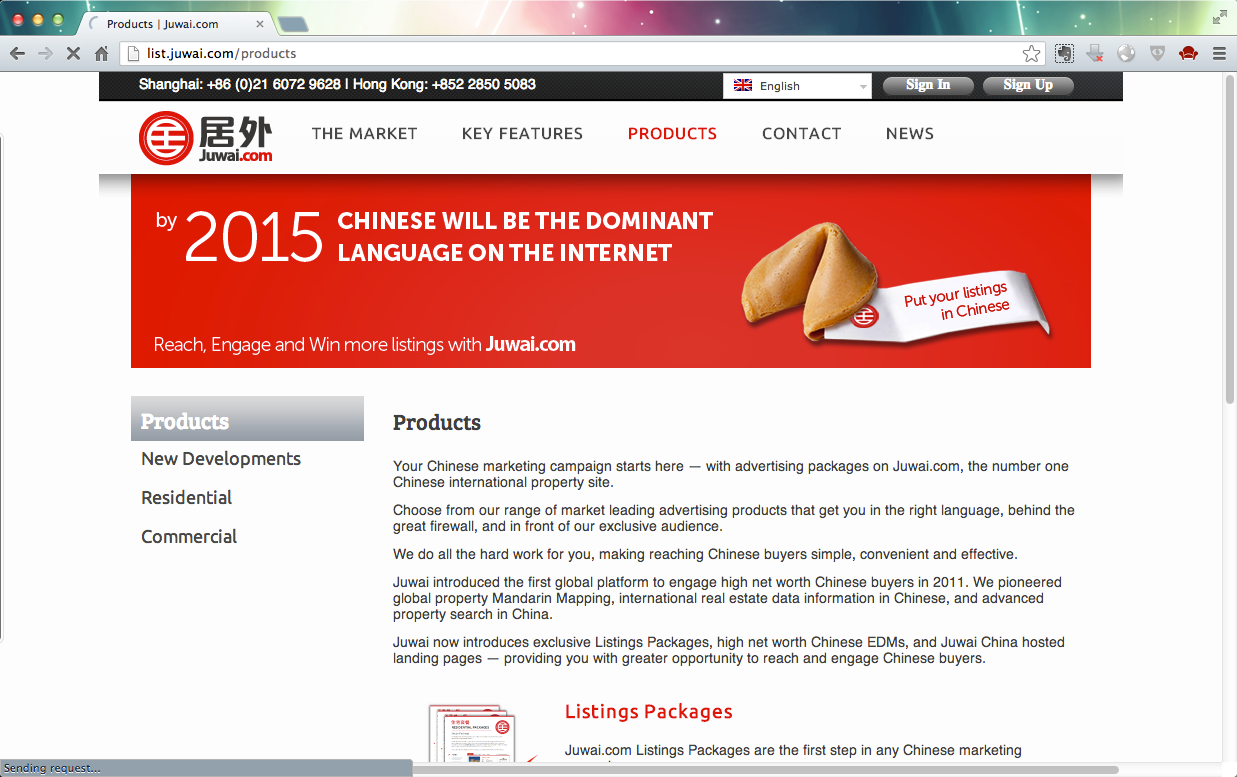 Products | Juwai.com
list.juwai.com/products
Shanghai: +86 (0)21 6072 9628 | Hong Kong: +852 2850 5083
English
Sign In
Sign Up
居外
Juwai.com
THE MARKET
KEY FEATURES
PRODUCTS
CONTACT
NEWS
by 2015 CHINESE WILL BE THE DOMINANT
LANGUAGE ON THE INTERNET
Put your listings
in Chinese
Reach, Engage and Win more listings with Juwai.com
Products
New Developments
Residential
Commercial
Products
Your Chinese marketing campaign starts here — with advertising packages on Juwai.com, the number one
Chinese international property site.
Choose from our range of market leading advertising products that get you in the right language, behind the
great firewall, and in front of our exclusive audience.
We do all the hard work for you, making reaching Chinese buyers simple, convenient and effective.
Juwai introduced the first global platform to engage high net worth Chinese buyers in 2011. We pioneered
global property Mandarin Mapping, international real estate data information in Chinese, and advanced
property search in China.
Juwai now introduces exclusive Listings Packages, high net worth Chinese EDMs, and Juwai China hosted
landing pages — providing you with greater opportunity to reach and engage Chinese buyers.
RESIDENTIAL PACKAGES
Listings Packages
Juwai.com Listings Packages are the first step in any Chinese marketing
Sending request...